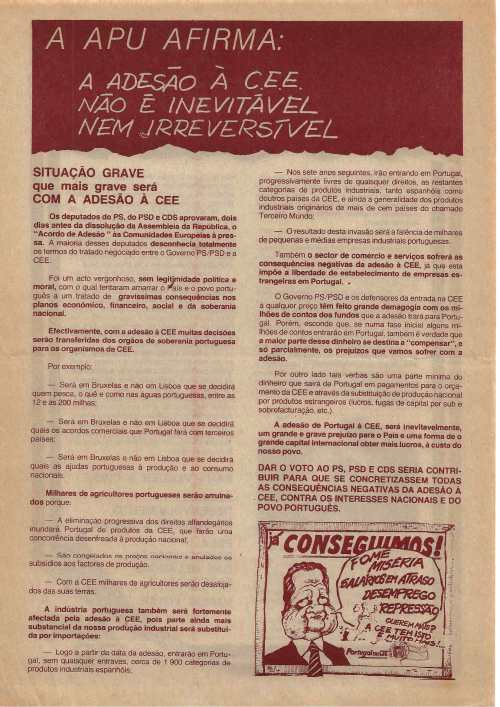 A APU AFIRMA:
A ADESÃO À C.E.E.
NÃO É INEVITÁVEL
NEM IRREVERSÍVEL
SITUAÇÃO GRAVE
que mais grave será
COM A ADESÃO À CEE
Os deputados do PS, do PSD e CDS aprovaram, dois
dias antes da dissolução da Assembleia da República, o
"Acordo de Adesão" às Comunidades Europeias à pres-
sa. A maioria desses deputados desconhecia totalmente
os termos do tratado negociado entre o Governo PS/PSD e a
CEE.
Foi um acto vergonhoso, sem legitimidade política e
moral, com o qual tentaram amarrar o País e o povo portu-
guês a um tratado de gravíssimas consequências nos
planos económico, financeiro, social e da soberania
nacional.
Efectivamente, com a adesão à CEE muitas decisões
serão transferidas dos órgãos de soberania portuguesa
para os organismos da CEE.
Por exemplo:
— Será em Bruxelas e não em Lisboa que se decidirá
quem pesca, o quê e como nas águas portuguesas, entre as
12 e as 200 milhas;
— Será em Bruxelas e não em Lisboa que se decidirá
quais os acordos comerciais que Portugal fará com terceiros
países;
— Será em Bruxelas e não em Lisboa que se decidirá
quais as ajudas portuguesas à produção e ao consumo
nacionais.
Milhares de agricultores portugueses serão arruina-
dos porque:
— A eliminação progressiva dos direitos alfandegários
inundará Portugal de produtos da CEE, que farão uma
concorrência desenfreada à produção nacional;
— São congelados os preços nacionais e anulados os
subsídios aos factores de produção.
— Com a CEE milhares de agricultores serão desaloja-
dos das suas terras.
A indústria portuguesa também será fortemente
afectada pela adesão à CEE, pois parte ainda mais
substancial da nossa produção industrial será substituí-
da por importações:
— Logo a partir da data da adesão, entrarão em Portu-
gal, sem quaisquer entraves, cerca de 1 900 categorias de
produtos industriais espanhóis;
— Nos sete anos seguintes, irão entrando em Portugal,
progressivamente livres de quaisquer direitos, as restantes
categorias de produtos industriais, tanto espanhóis como
doutros países da CEE, e ainda a generalidade dos produtos
industriais originários de mais de cem países do chamado
Terceiro Mundo;
— O resultado desta invasão será a falência de milhares
de pequenas e médias empresas industriais portuguesas.
Também o sector de comércio e serviços sofrerá as
consequências negativas da adesão à CEE, já que esta
impõe a liberdade de estabelecimento de empresas es-
trangeiras em Portugal.
O Governo PS/PSD e os defensores da entrada na CEE
a qualquer preço têm feito grande demagogia com os mi-
lhões de contos dos fundos que a adesão trará para Portu-
gal. Porém, esconde que, se numa fase inicial alguns mi-
lhões de contos entrarão em Portugal, também é verdade que
a maior parte desse dinheiro se destina a "compensar", e
só parcialmente, os prejuízos que vamos sofrer com a
adesão.
Por outro lado tais verbas são uma parte mínima do
dinheiro que sairá de Portugal em pagamentos para o orça-
mento da CEE e através da substituição de produção nacional
por produtos estrangeiros (lucros, fugas de capital por sub e
sobrefacturação, etc.).
A adesão de Portugal à CEE, será inevitavelmente,
um grande e grave prejuízo para o País e uma forma de o
grande capital internacional obter mais lucros, à custa do
nosso povo.
DAR O VOTO AO PS, PSD E CDS SERIA CONTRI-
BUIR PARA QUE SE CONCRETIZASSEM TODAS
AS CONSEQUÊNCIAS NEGATIVAS DA ADESÃO À
CEE, CONTRA OS INTERESSES NACIONAIS E DO
POVO PORTUGUÊS.
já CONSEGUIMOS!
FOME
MISÉRIA
SALÁRIOS EM ATRASO
DESEMPREGO
REPRESSÃO
QUEREM MAIS?
A CEE TEM ISTO
E MUITO MAIS!
Portugal na CEE